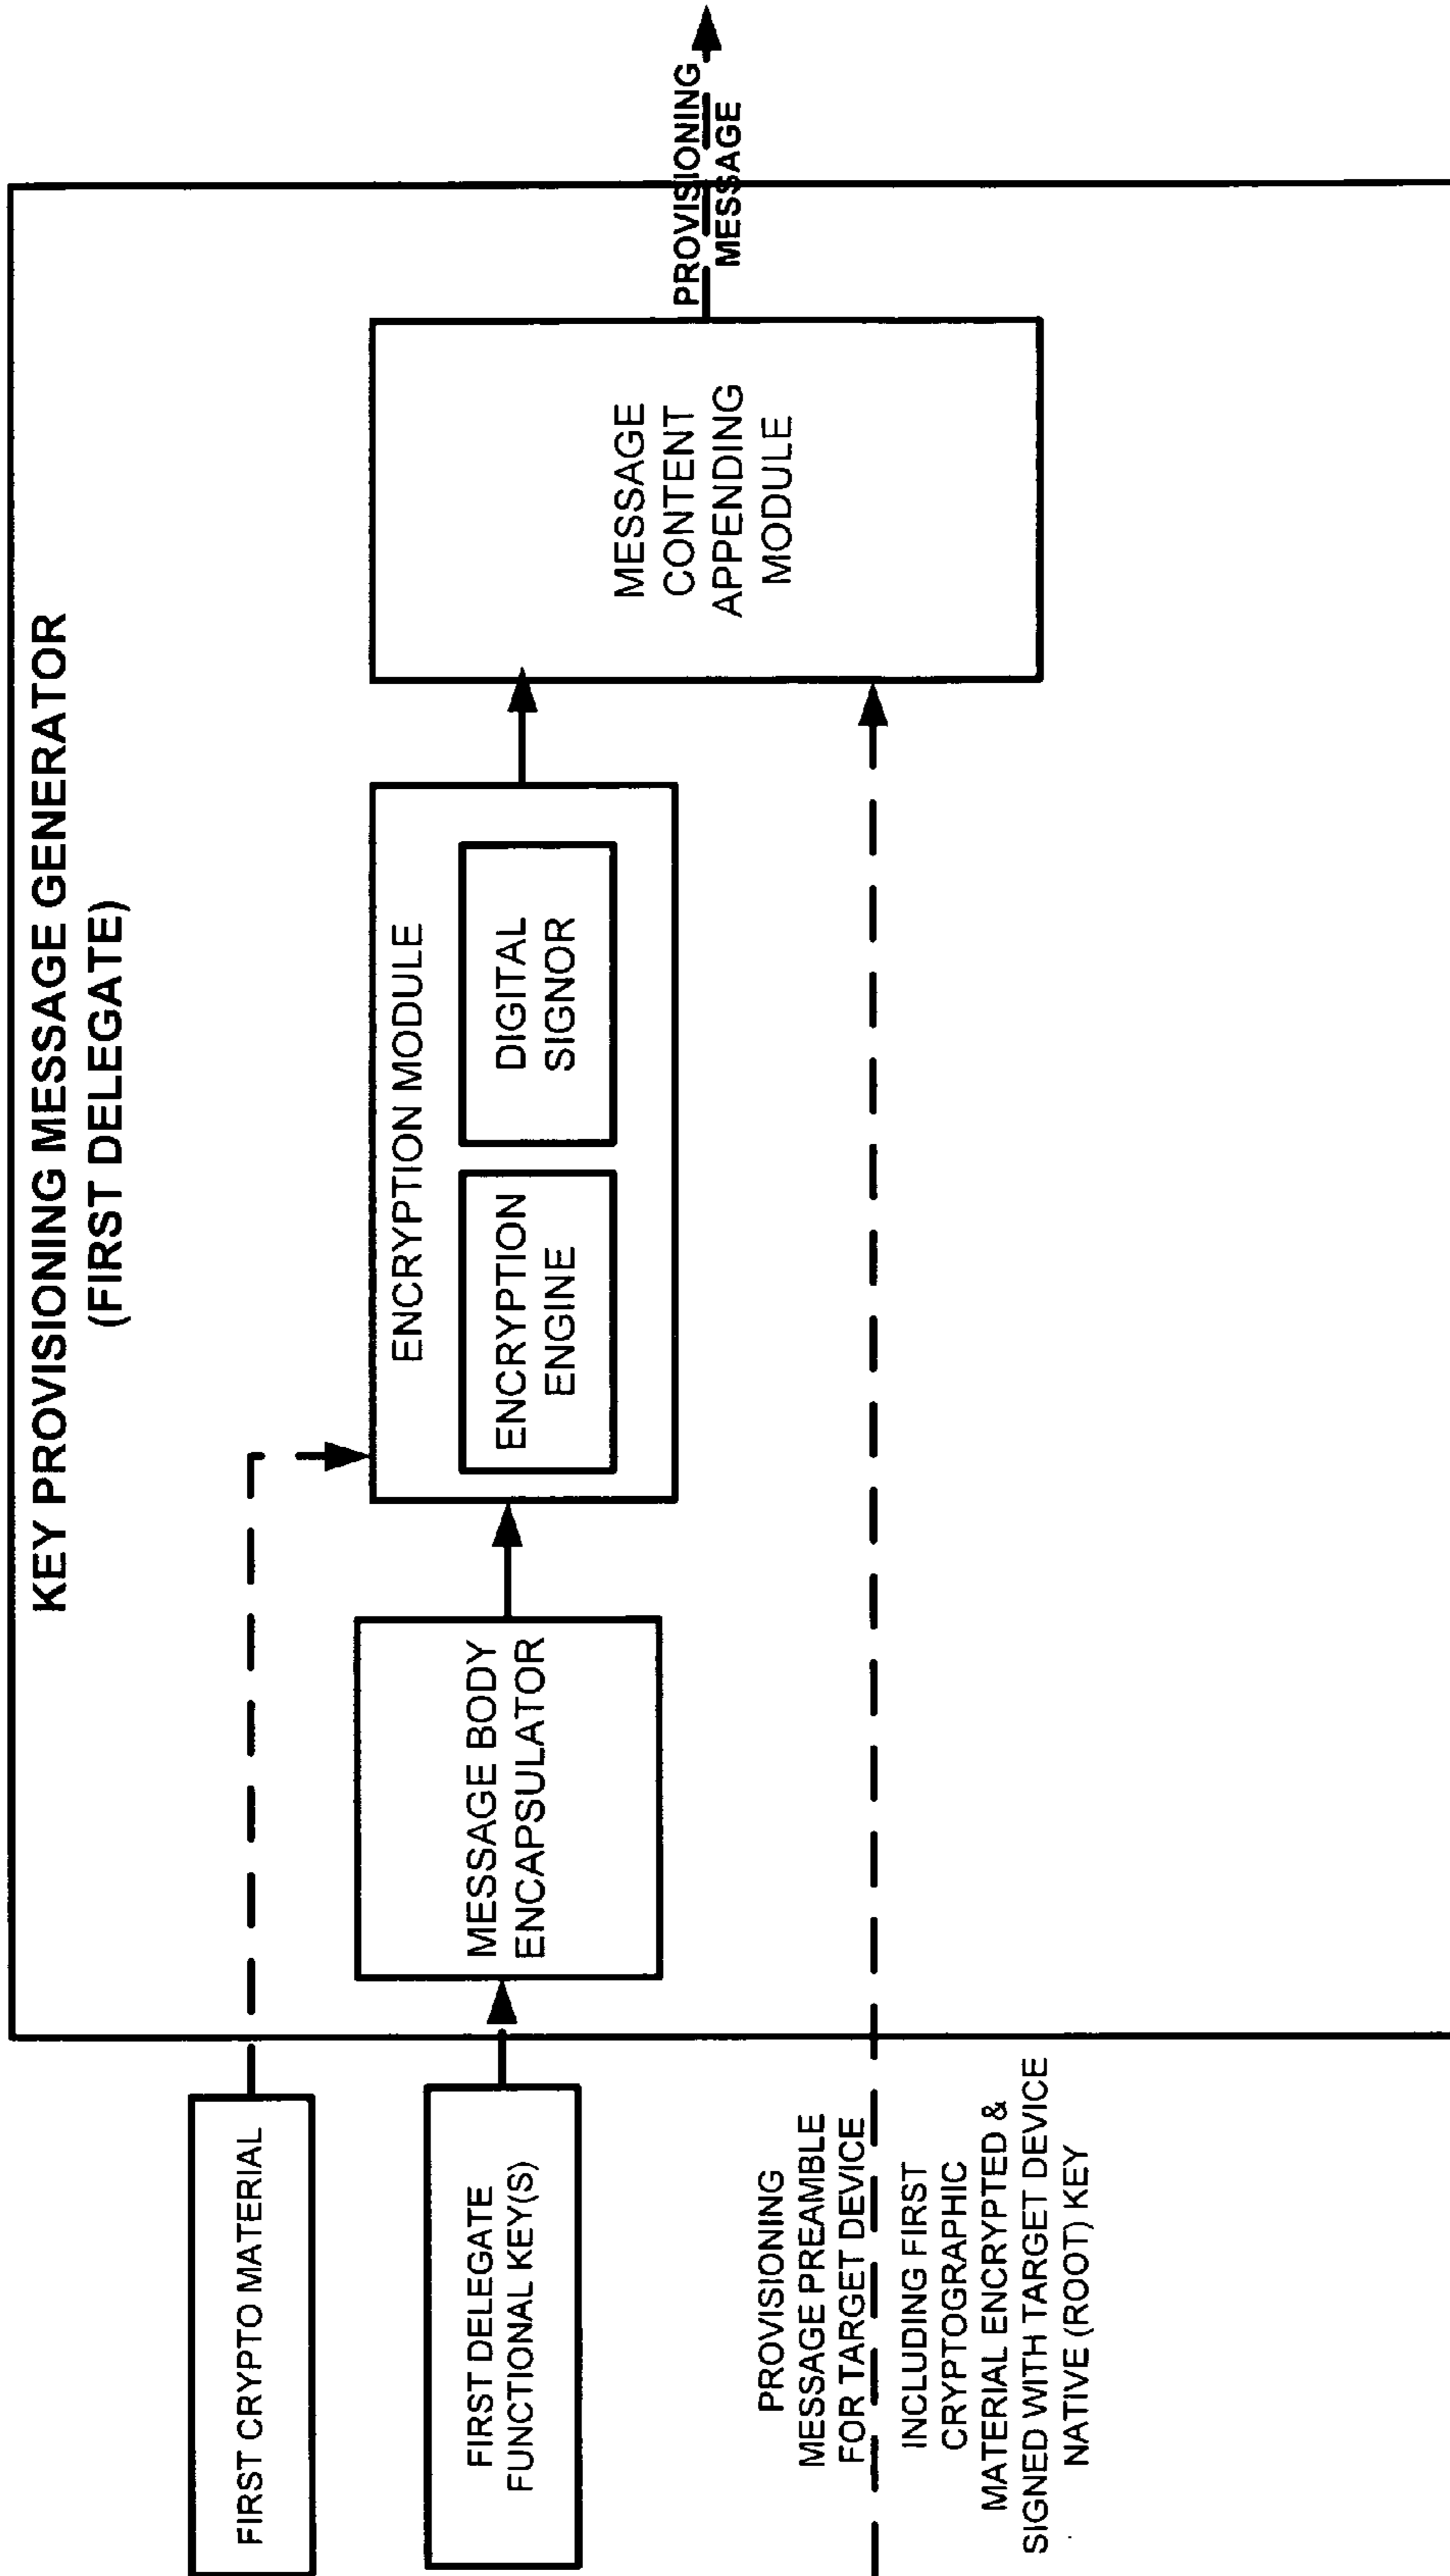 KEY PROVISIONING MESSAGE GENERATOR
(FIRST DELEGATE)
FIRST CRYPTO MATERIAL
FIRST DELEGATE
FUNCTIONAL KEY(S)
MESSAGE BODY
ENCAPSULATOR
ENCRYPTION MODULE
ENCRYPTION
ENGINE
DIGITAL
SIGNOR
MESSAGE
CONTENT
APPENDING
MODULE
PROVISIONING
MESSAGE
PROVISIONING
MESSAGE PREAMBLE
FOR TARGET DEVICE
INCLUDING FIRST
CRYPTOGRAPHIC
MATERIAL ENCRYPTED &
SIGNED WITH TARGET DEVICE
NATIVE (ROOT) KEY